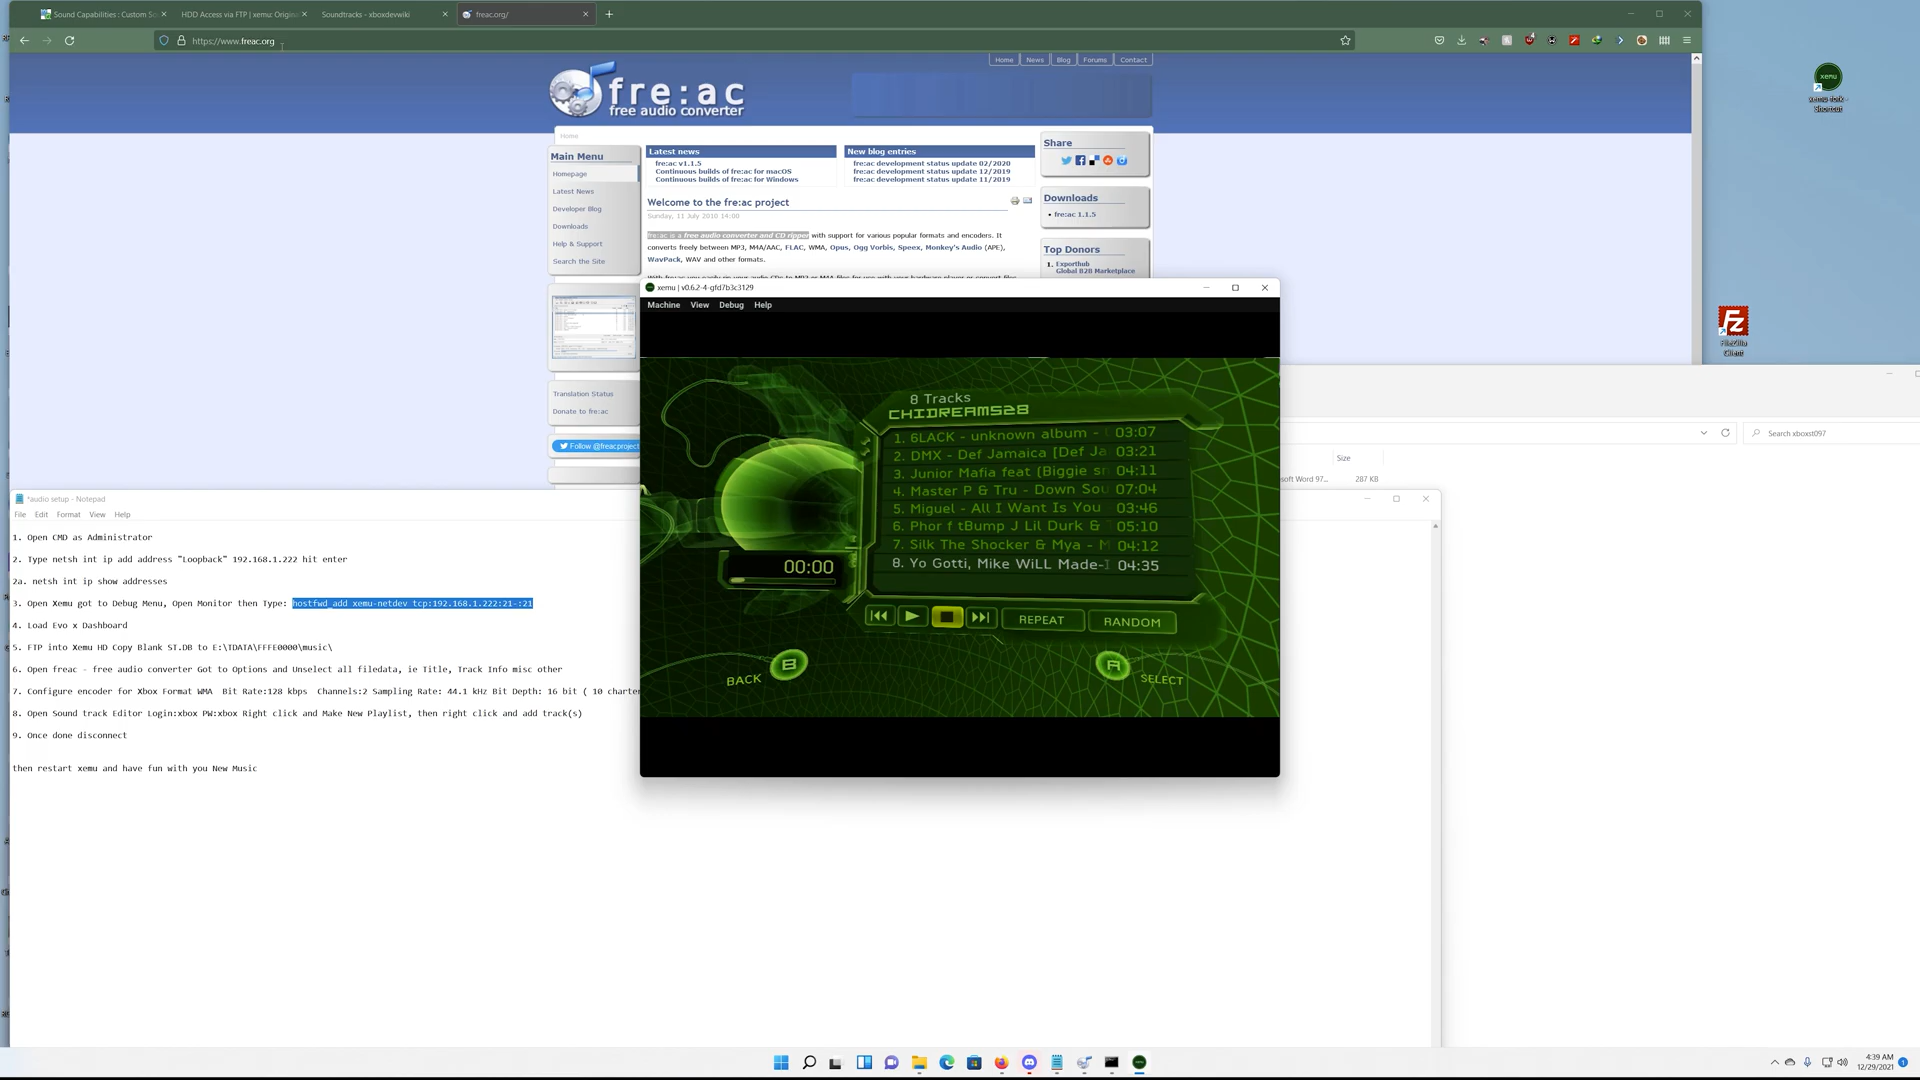 Sound Capabilities : Custom So
HDD Access via FTP | xemu: Origin
Soundtracks - xboxdevwiki
freac.org/
https://www.freac.org
xemu-fork -
Shortcut
Home
News
Blog
Forums
Contact
fre:ac
free audio converter
Home
Main Menu
Homepage
Latest News
Developer Blog
Downloads
Help & Support
Search the Site
Latest news
fre:ac v1.1.5
Continuous builds of fre:ac for macOS
Continuous builds of fre:ac for Windows
New blog entries
fre:ac development status update 02/2020
fre:ac development status update 12/2019
fre:ac development status update 11/2019
Share
Downloads
fre:ac 1.1.5
Top Donors
1. Exporthub
Global B2B Marketplace
Welcome to the fre:ac project
Sunday, 11 July 2010 14:00
fre:ac is a free audio converter and CD ripper with support for various popular formats and encoders. It
converts freely between MP3, M4A/AAC, FLAC, WMA, Opus, Ogg Vorbis, Speex, Monkey's Audio (APE),
WavPack, WAV and other formats.
Translation Status
Donate to fre:ac
Follow @freacproject
FileZilla
Client
Search xboxst097
Size
soft Word 97...
287 KB
xemu | v0.6.2-4-gfd7b3c3129
Machine View Debug Help
8 Tracks
CHIDREAMS28
1. 6LACK - unknown album - 03:07
2. DMX - Def Jamaica [Def Ja 03:21
3. Junior Mafia feat (Biggie sm 04:11
4. Master P & Tru - Down Sou 07:04
5. Miguel - All I Want Is You 03:46
6. Phor f tBump J Lil Durk & 05:10
7. Silk The Shocker & Mya - M 04:12
8. Yo Gotti, Mike WiLL Made-I 04:35
00:00
REPEAT
RANDOM
B
BACK
A
SELECT
*audio setup - Notepad
File Edit Format View Help
1. Open CMD as Administrator
2. Type netsh int ip add address "Loopback" 192.168.1.222 hit enter
2a. netsh int ip show addresses
3. Open Xemu got to Debug Menu, Open Monitor then Type: hostfwd_add xemu-netdev tcp:192.168.1.222:21-:21
4. Load Evo x Dashboard
5. FTP into Xemu HD Copy Blank ST.DB to E:\TDATA\FFFE0000\music\
6. Open freac - free audio converter Got to Options and Unselect all filedata, ie Title, Track Info misc other
7. Configure encoder for Xbox Format WMA  Bit Rate:128 kbps  Channels:2 Sampling Rate: 44.1 kHz Bit Depth: 16 bit ( 10 charter
8. Open Sound track Editor Login:xbox PW:xbox Right click and Make New Playlist, then right click and add track(s)
9. Once done disconnect
then restart xemu and have fun with you New Music
4:39 AM
12/29/2021